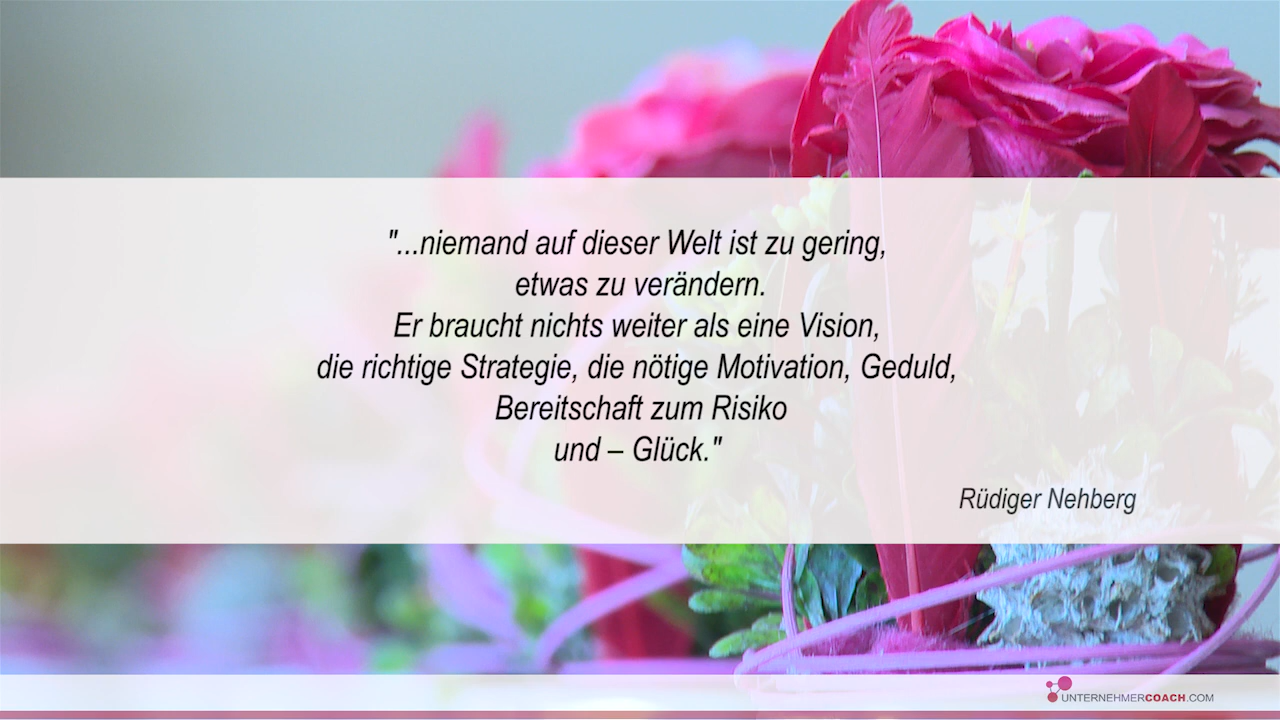 "...niemand auf dieser Welt ist zu gering,
etwas zu verändern.
Er braucht nichts weiter als eine Vision,
die richtige Strategie, die nötige Motivation, Geduld,
Bereitschaft zum Risiko
und – Glück."
Rüdiger Nehberg
UNTERNEHMERCOACH.COM